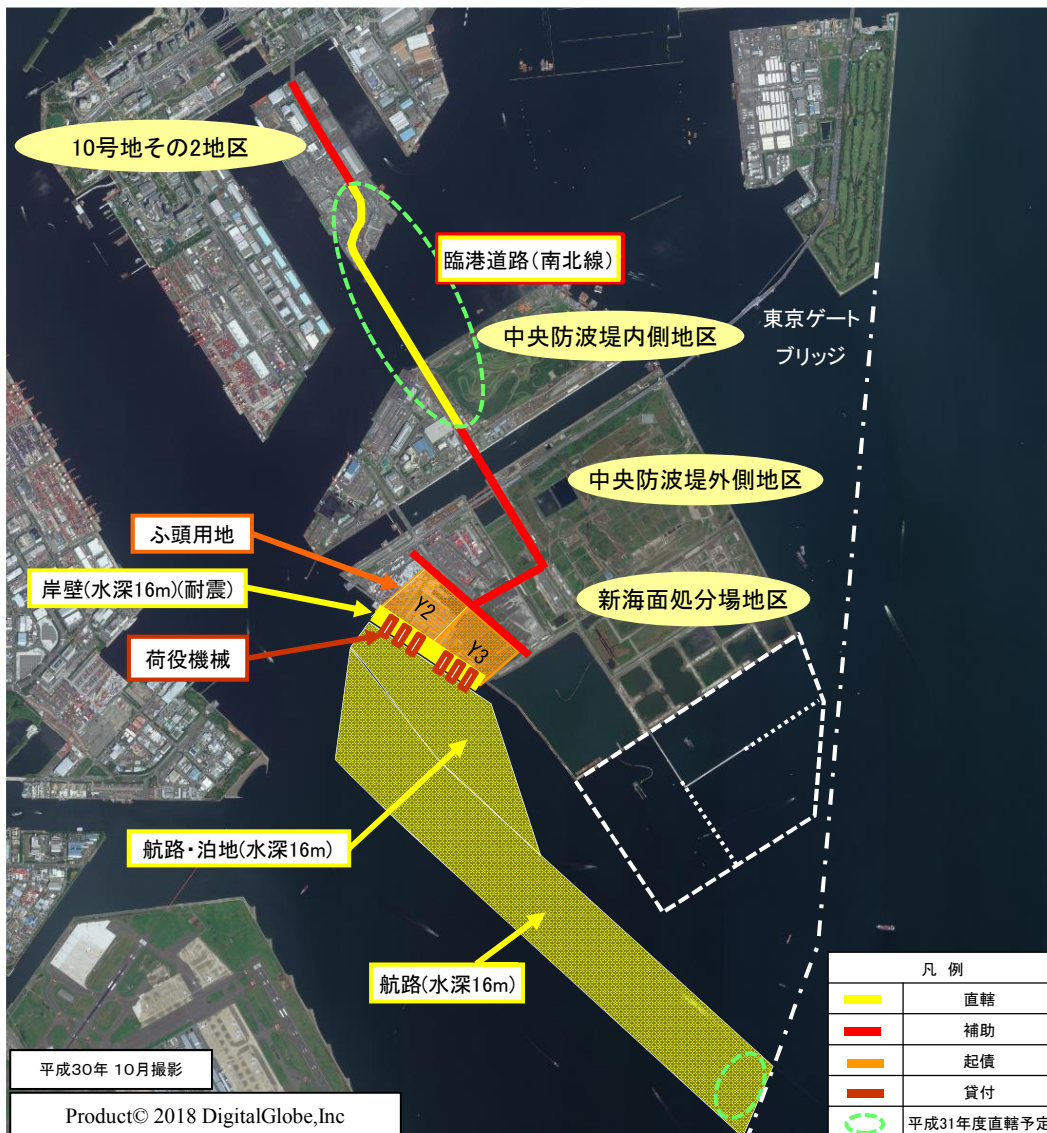 10号地その2地区
臨港道路(南北線)
中央防波堤内側地区
東京ゲート
ブリッジ
中央防波堤外側地区
ふ頭用地
岸壁(水深16m)(耐震)
新海面処分場地区
荷役機械
Y2
Y3
航路・泊地(水深16m)
航路(水深16m)
凡 例
直轄
補助
起債
貸付
平成31年度直轄予定
平成30年 10月撮影
Product© 2018 DigitalGlobe,Inc